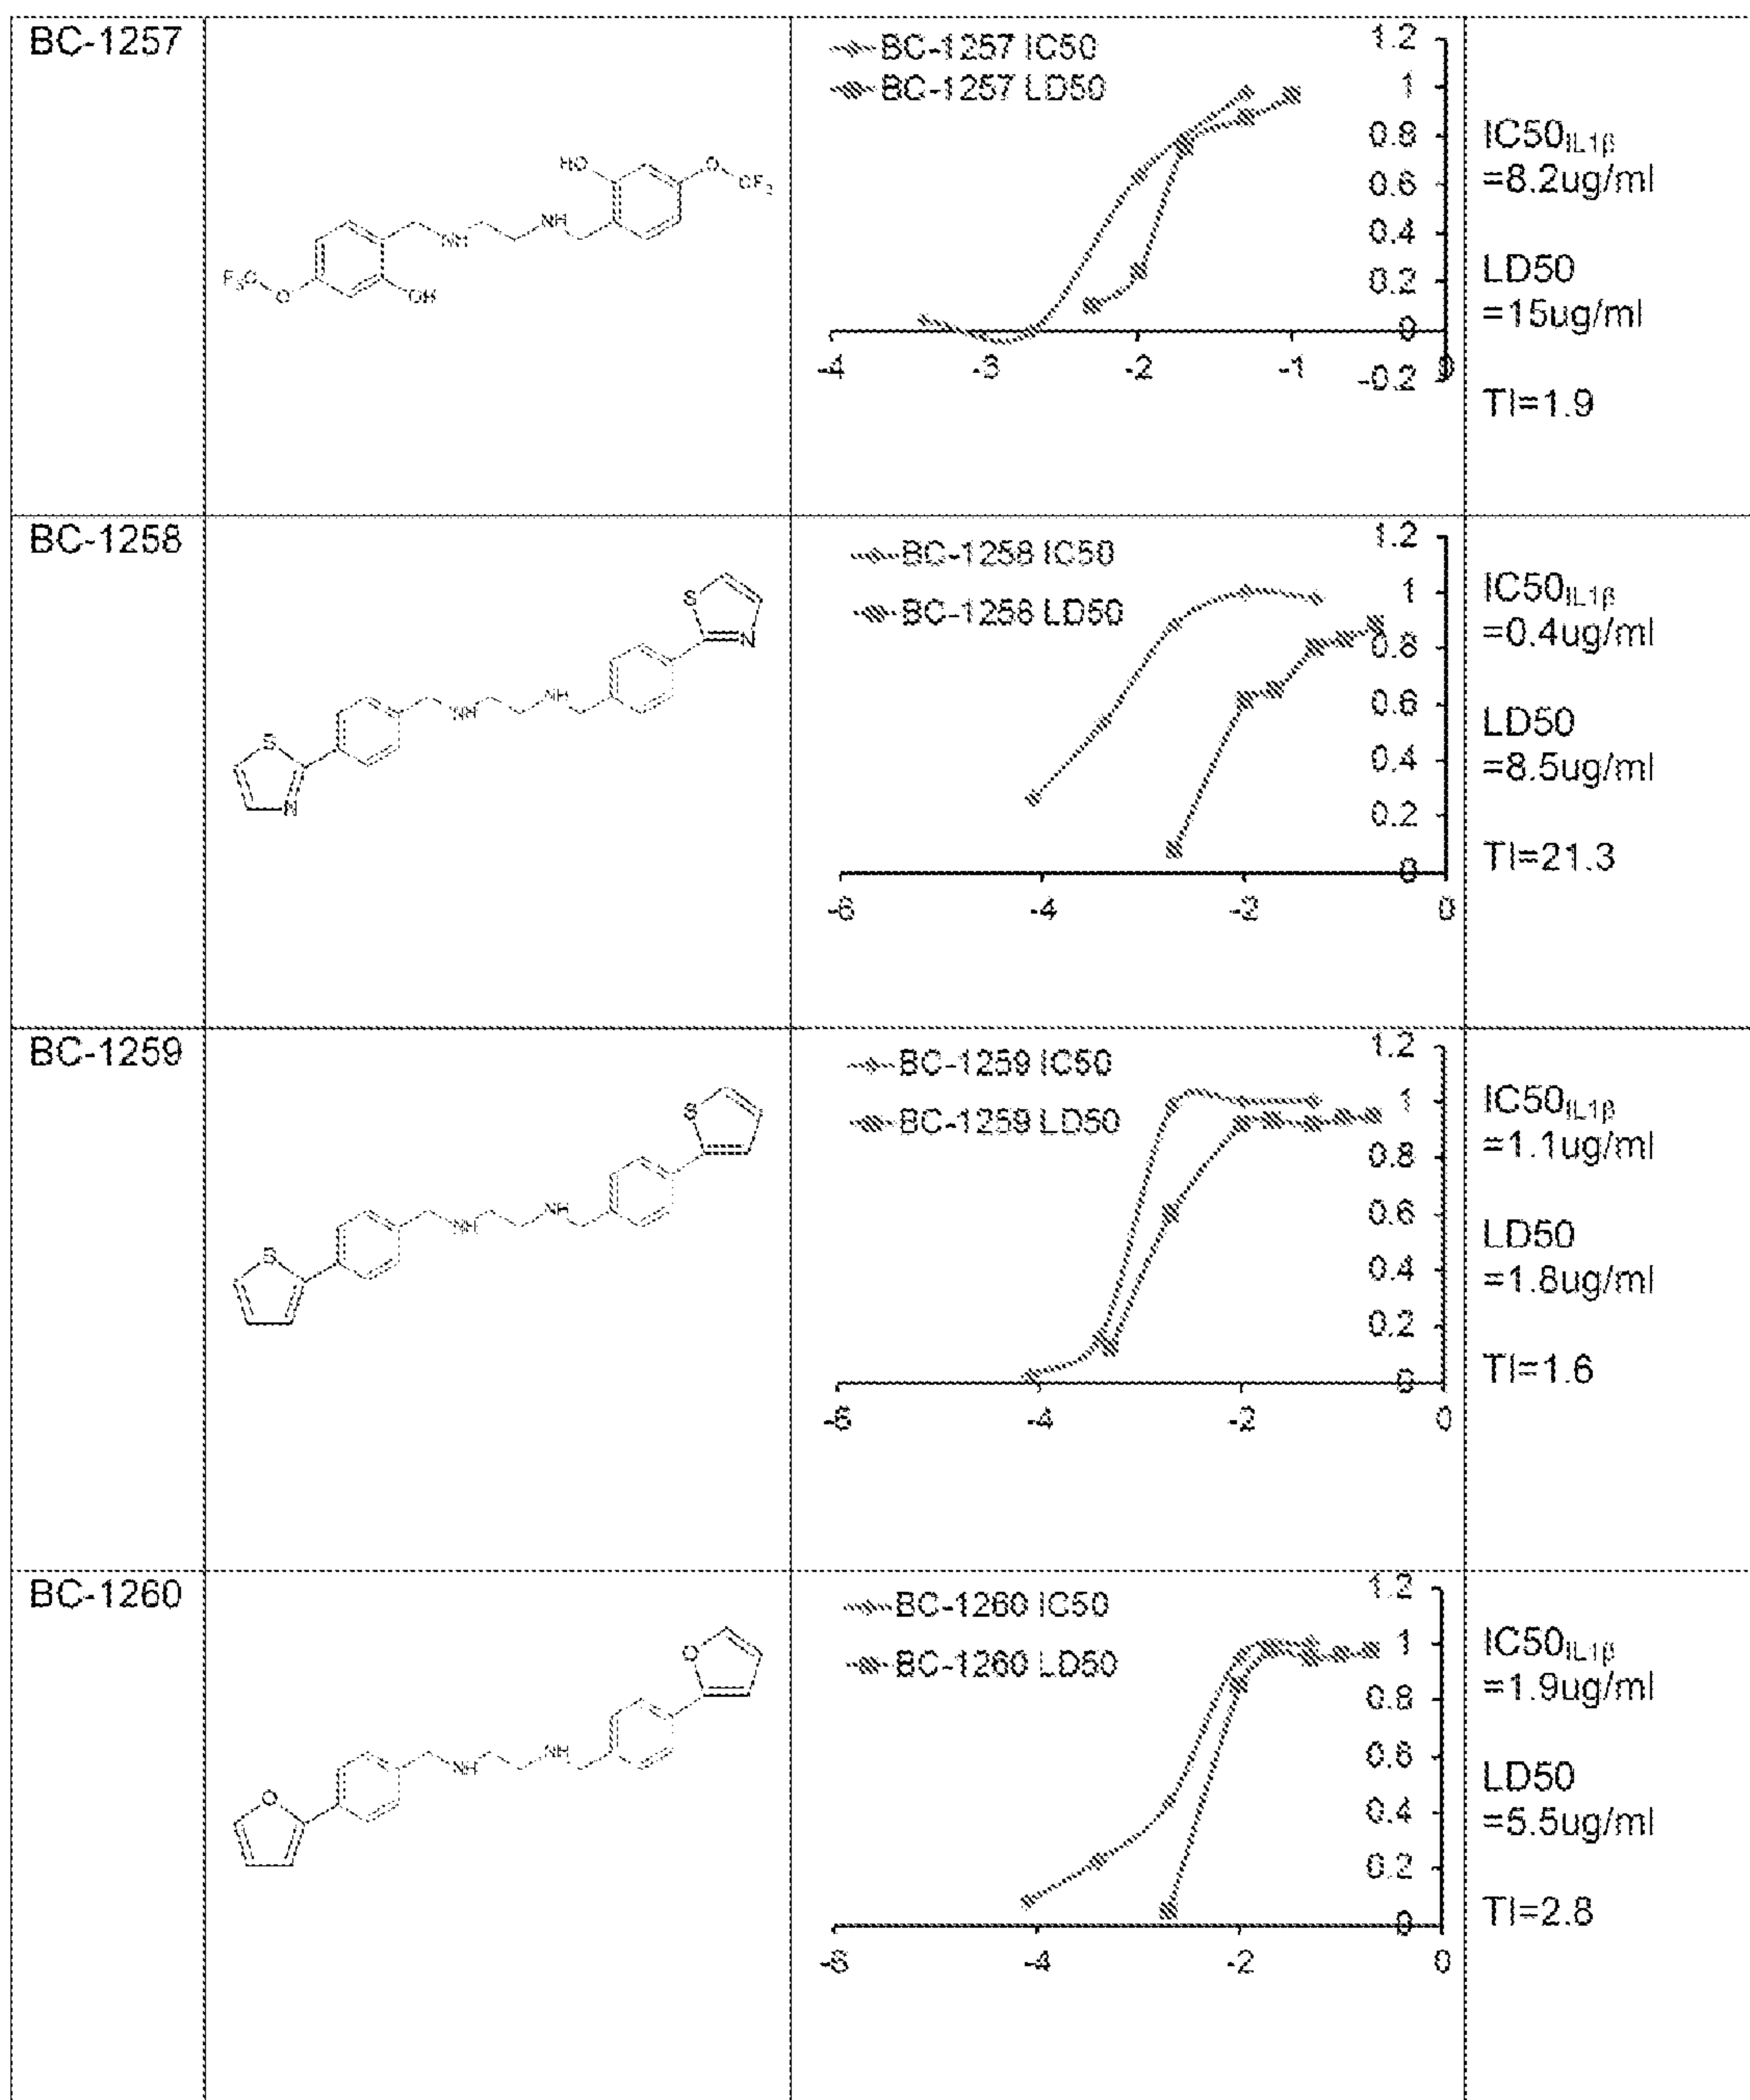 BC-1257
HO
O
CF3
NH
NH
F3C
O
OH
BC-1257 IC50
BC-1257 LD50
1.2
1
0.8
0.6
0.4
0.2
0
-4 -3 -2 -1 0
-0.2
IC50IL1β
=8.2ug/ml
LD50
=15ug/ml
TI=1.9
BC-1258
S
N
NH
NH
S
N
BC-1258 IC50
BC-1258 LD50
1.2
1
0.8
0.6
0.4
0.2
0
-6 -4 -2 0
IC50IL1β
=0.4ug/ml
LD50
=8.5ug/ml
TI=21.3
BC-1259
S
NH
NH
S
BC-1259 IC50
BC-1259 LD50
1.2
1
0.8
0.6
0.4
0.2
0
-6 -4 -2 0
IC50IL1β
=1.1ug/ml
LD50
=1.8ug/ml
TI=1.6
BC-1260
O
NH
NH
O
BC-1260 IC50
BC-1260 LD50
1.2
1
0.8
0.6
0.4
0.2
0
-6 -4 -2 0
IC50IL1β
=1.9ug/ml
LD50
=5.5ug/ml
TI=2.8